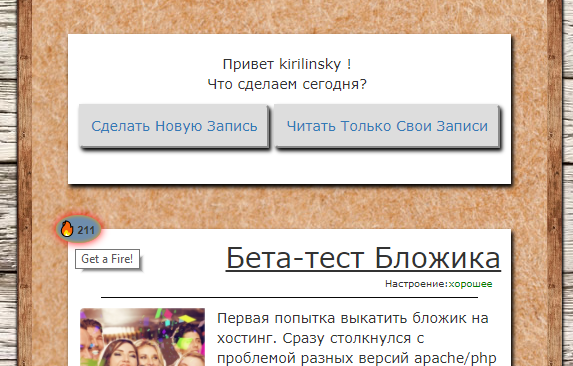 Привет kirilinsky !
Что сделаем сегодня?
Сделать Новую Запись
Читать Только Свои Записи
211
Get a Fire!
Бета-тест Бложика
Настроение:хорошее
Первая попытка выкатить бложик на
хостинг. Сразу столкнулся с
проблемой разных версий apache/php